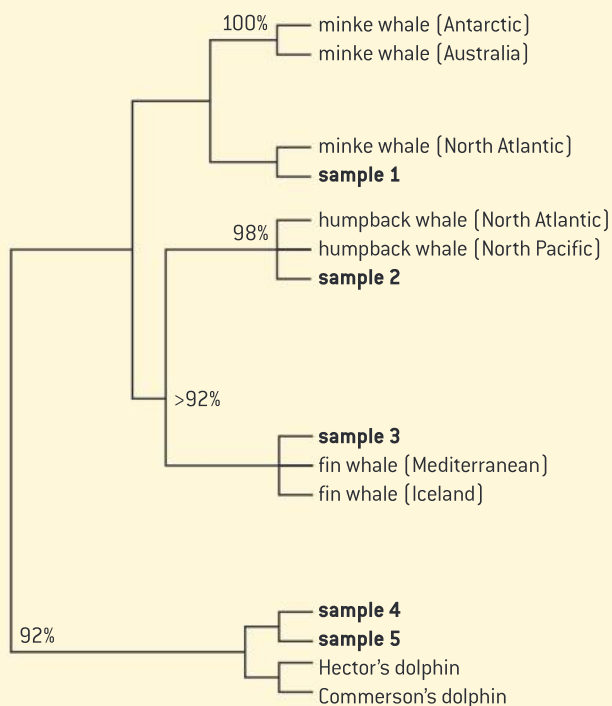 100%
minke whale (Antarctic)
minke whale (Australia)
minke whale (North Atlantic)
sample 1
humpback whale (North Atlantic)
98%
humpback whale (North Pacific)
sample 2
>92%
sample 3
fin whale (Mediterranean)
fin whale (Iceland)
sample 4
92%
sample 5
Hector's dolphin
Commerson's dolphin